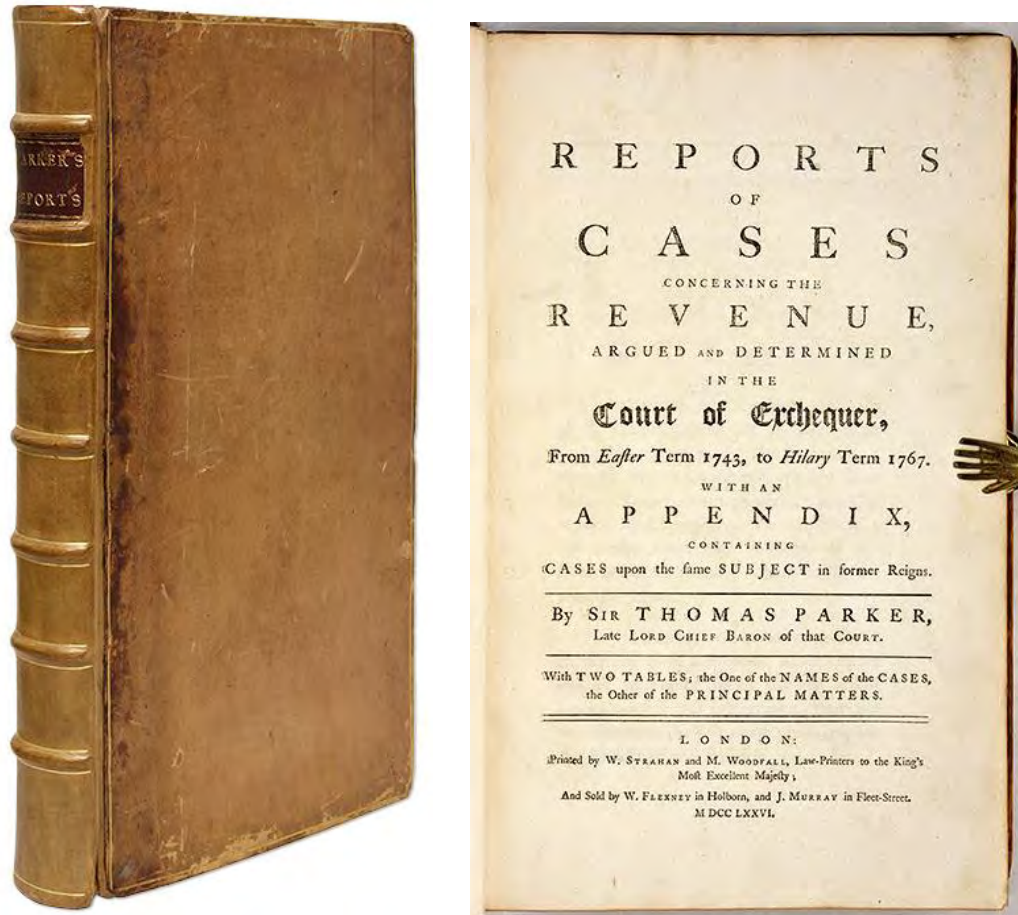 ARKER'S
EPORTS
REPORTS
OF
CASES
CONCERNING THE
REVENUE,
ARGUED AND DETERMINED
IN THE
Court of Exchequer,
From Eaſter Term 1743, to Hilary Term 1767.
WITH AN
APPENDIX,
CONTAINING
CASES upon the ſame SUBJECT in former Reigns.
By SIR THOMAS PARKER,
Late LORD CHIEF BARON of that COURT.
With TWO TABLES; the One of the NAMES of the CASES,
the Other of the PRINCIPAL MATTERS.
LONDON:
Printed by W. STRAHAN and M. WOODFALL, Law-Printers to the King's
Moſt Excellent Majeſty;
And Sold by W. FLEXNEY in Holborn, and J. MURRAY in Fleet-Street.
M DCC LXXVI.